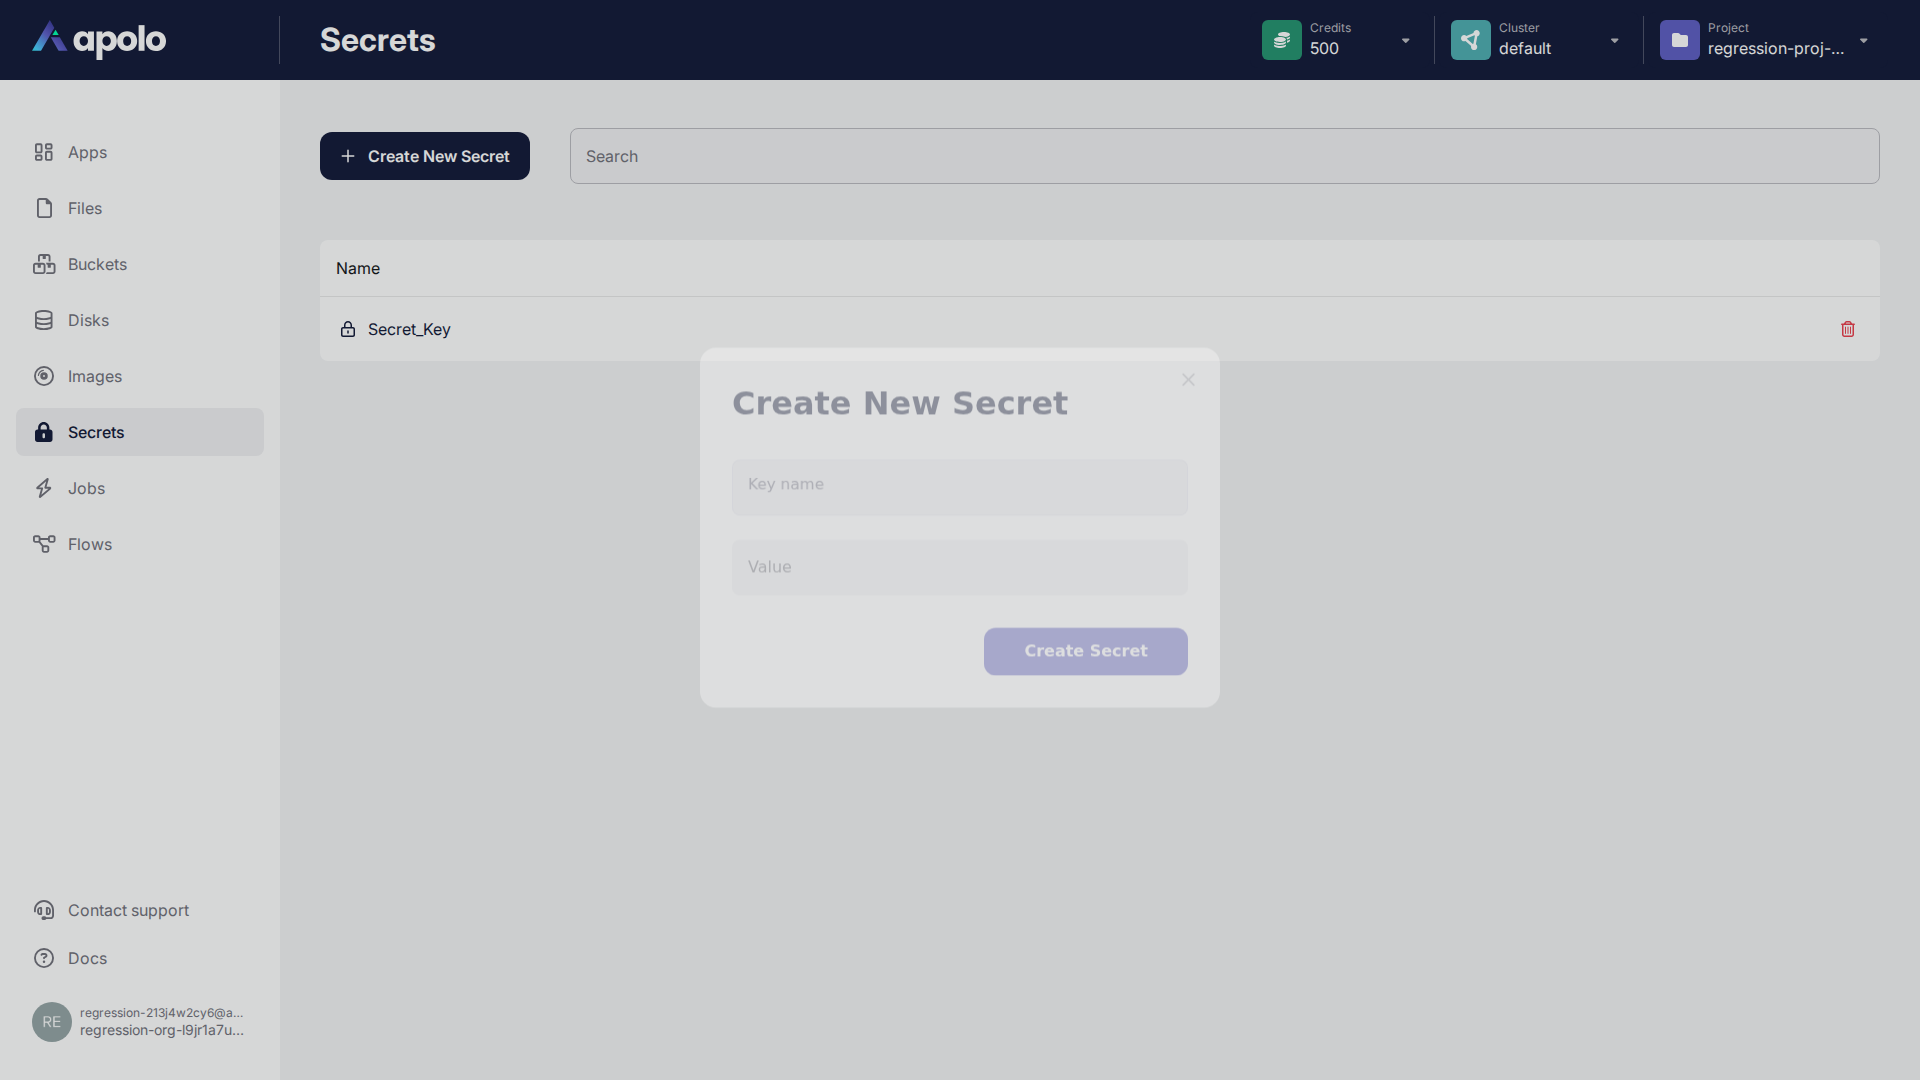 apolo
Secrets
Credits
500
Cluster
default
Project
regression-proj-...
Apps
Files
Buckets
Disks
Images
Secrets
Jobs
Flows
Create New Secret
Search
Name
Secret_Key
Create New Secret
Key name
Value
Create Secret
Contact support
Docs
RE
regression-213j4w2cy6@a...
regression-org-l9jr1a7u...